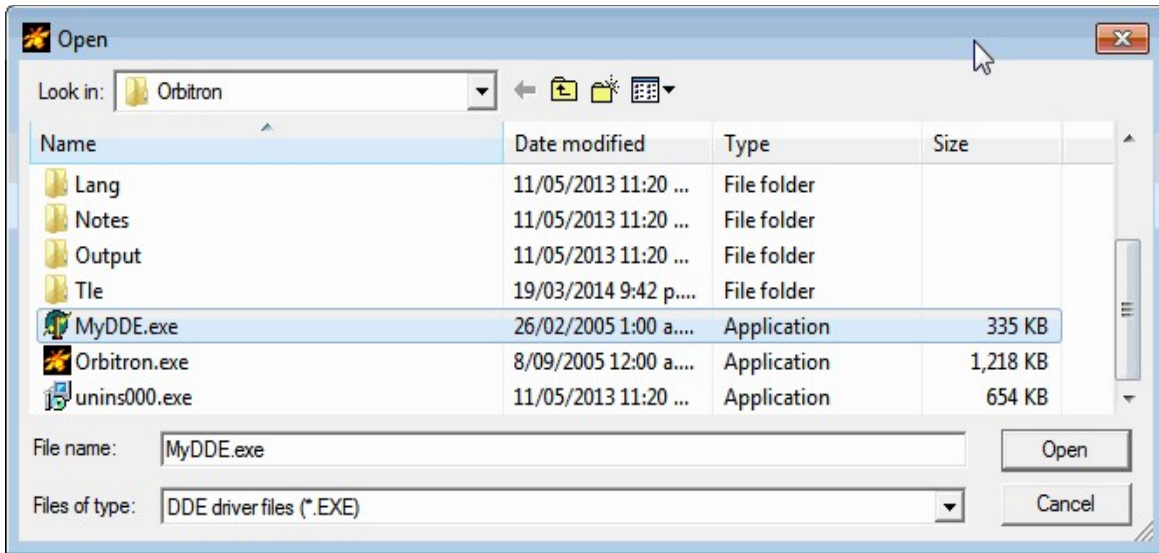 Open
Look in: Orbitron
Name Date modified Type Size
Lang 11/05/2013 11:20 ... File folder
Notes 11/05/2013 11:20 ... File folder
Output 11/05/2013 11:20 ... File folder
Tle 19/03/2014 9:42 p.... File folder
MyDDE.exe 26/02/2005 1:00 a.... Application 335 KB
Orbitron.exe 8/09/2005 12:00 a.... Application 1,218 KB
unins000.exe 11/05/2013 11:20 ... Application 654 KB
File name: MyDDE.exe Open
Files of type: DDE driver files (*.EXE) Cancel